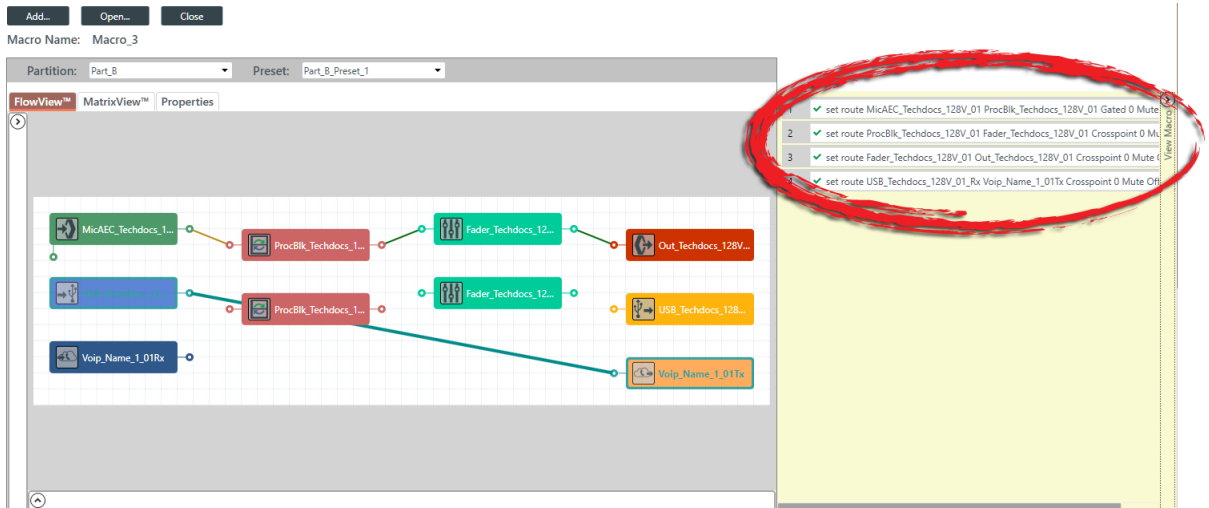 Add... Open... Close
Macro Name: Macro_3
Partition: Part_B Preset: Part_B_Preset_1
FlowView™ MatrixView™ Properties
1 set route MicAEC_Techdocs_128V_01 ProcBlk_Techdocs_128V_01 Gated 0 Mute
2 set route ProcBlk_Techdocs_128V_01 Fader_Techdocs_128V_01 Crosspoint 0 Mu
3 set route Fader_Techdocs_128V_01 Out_Techdocs_128V_01 Crosspoint 0 Mute
set route USB_Techdocs_128V_01_Rx Voip_Name_1_01Tx Crosspoint 0 Mute Off
View Macro
MicAEC_Techdocs_1...
Fader_Techdocs_12...
ProcBlk_Techdocs_1...
Out_Techdocs_128V...
Fader_Techdocs_12...
ProcBlk_Techdocs_1...
USB_Techdocs_128...
Voip_Name_1_01Rx
Voip_Name_1_01Tx